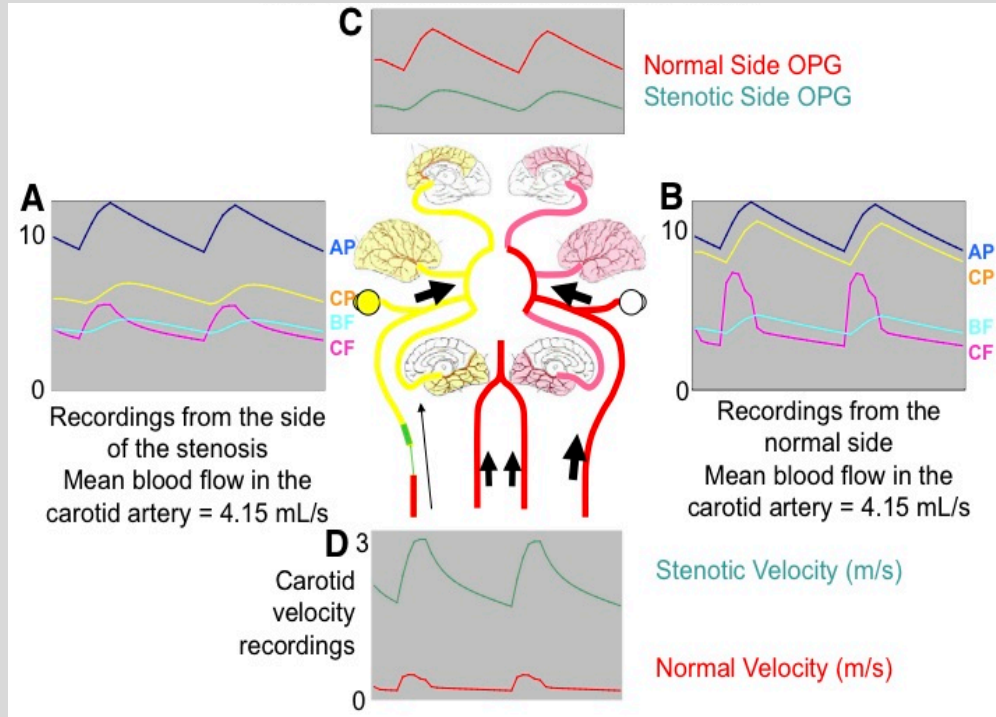 C
Normal Side OPG
Stenotic Side OPG
A
10
AP
CP
BF
CF
0
Recordings from the side
of the stenosis
Mean blood flow in the
carotid artery = 4.15 mL/s
B
10
AP
CP
BF
CF
0
Recordings from the
normal side
Mean blood flow in the
carotid artery = 4.15 mL/s
D
3
Carotid
velocity
recordings
0
Stenotic Velocity (m/s)
Normal Velocity (m/s)